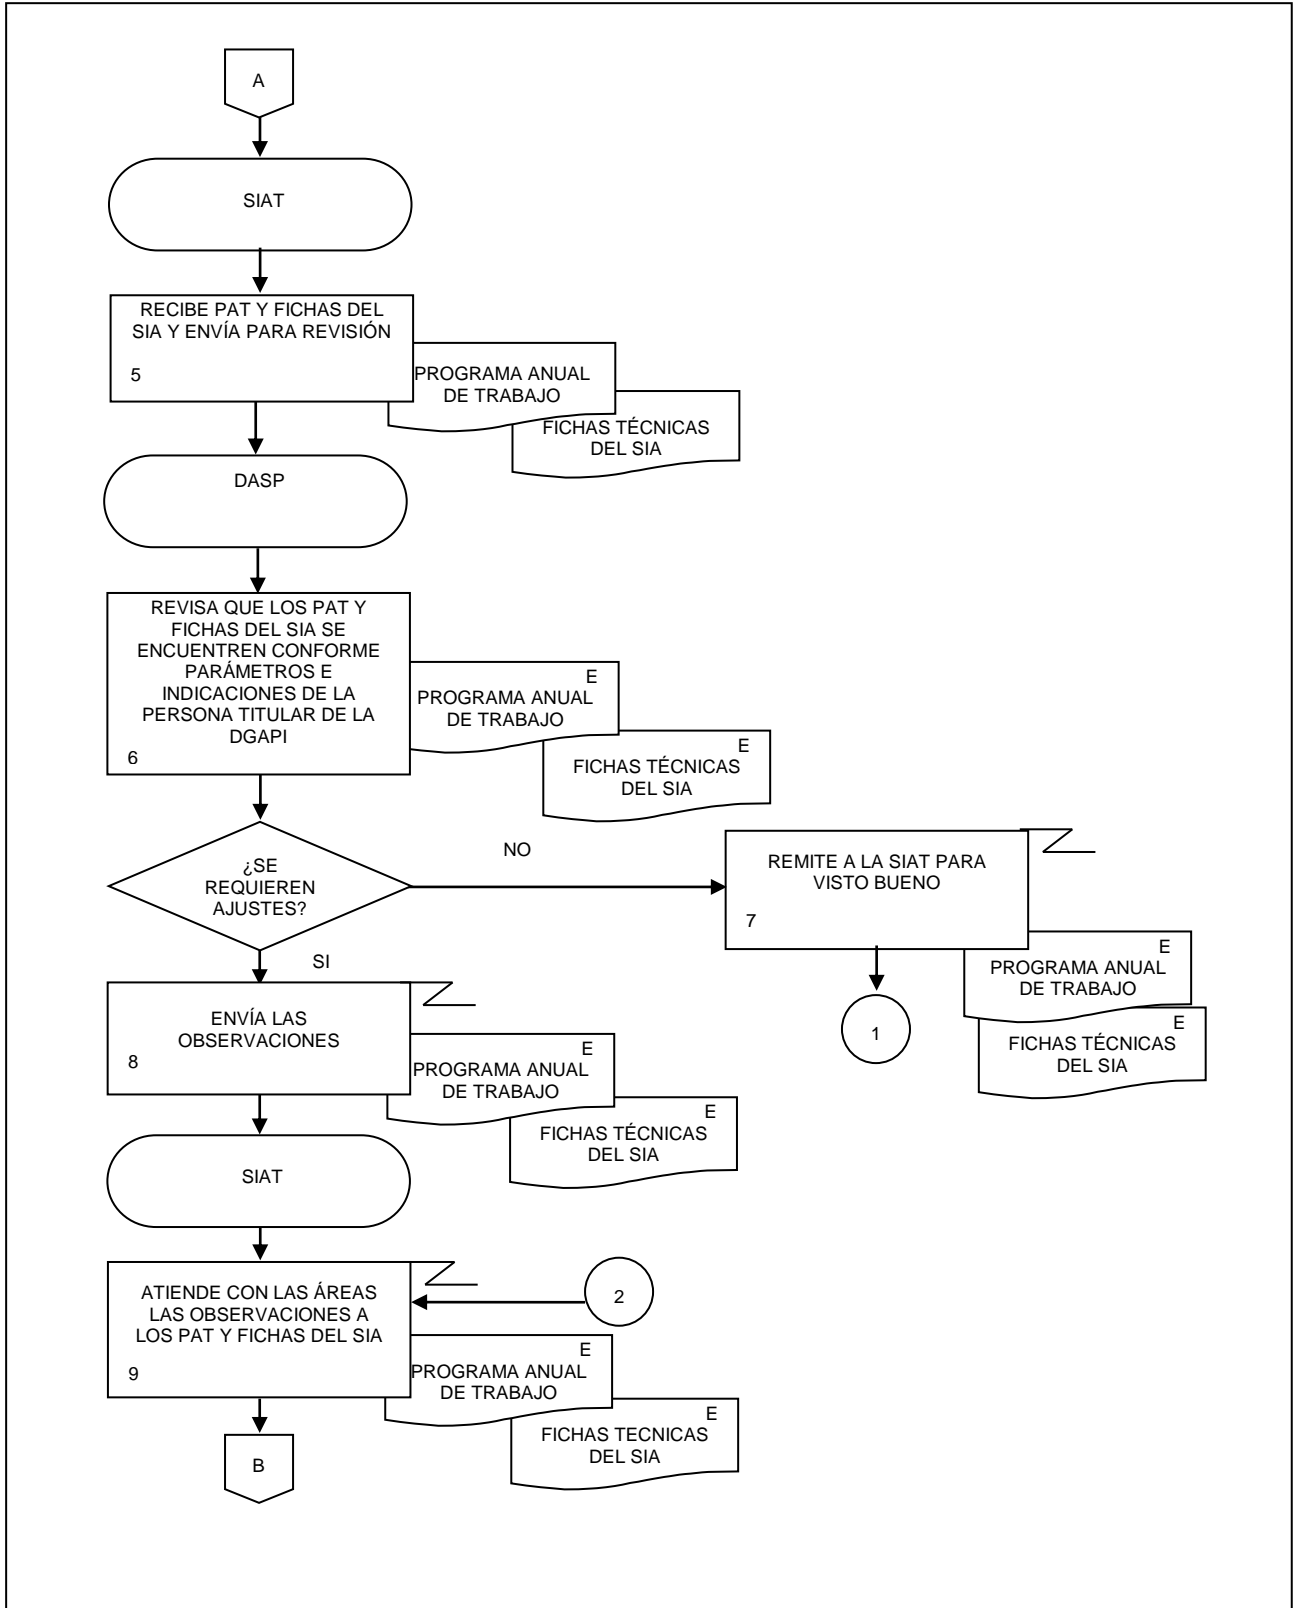 A
SIAT
RECIBE PAT Y FICHAS DEL
SIA Y ENVÍA PARA REVISIÓN
5
PROGRAMA ANUAL
DE TRABAJO
FICHAS TÉCNICAS
DEL SIA
DASP
REVISA QUE LOS PAT Y
FICHAS DEL SIA SE
ENCUENTREN CONFORME
PARÁMETROS E
INDICACIONES DE LA
PERSONA TITULAR DE LA
DGAPI
6
E
PROGRAMA ANUAL
DE TRABAJO
E
FICHAS TÉCNICAS
DEL SIA
¿SE
REQUIEREN
AJUSTES?
NO
REMITE A LA SIAT PARA
VISTO BUENO
7
E
PROGRAMA ANUAL
DE TRABAJO
E
FICHAS TÉCNICAS
DEL SIA
1
SI
ENVÍA LAS
OBSERVACIONES
8
E
PROGRAMA ANUAL
DE TRABAJO
E
FICHAS TÉCNICAS
DEL SIA
SIAT
ATIENDE CON LAS ÁREAS
LAS OBSERVACIONES A
LOS PAT Y FICHAS DEL SIA
9
2
E
PROGRAMA ANUAL
DE TRABAJO
E
FICHAS TECNICAS
DEL SIA
B